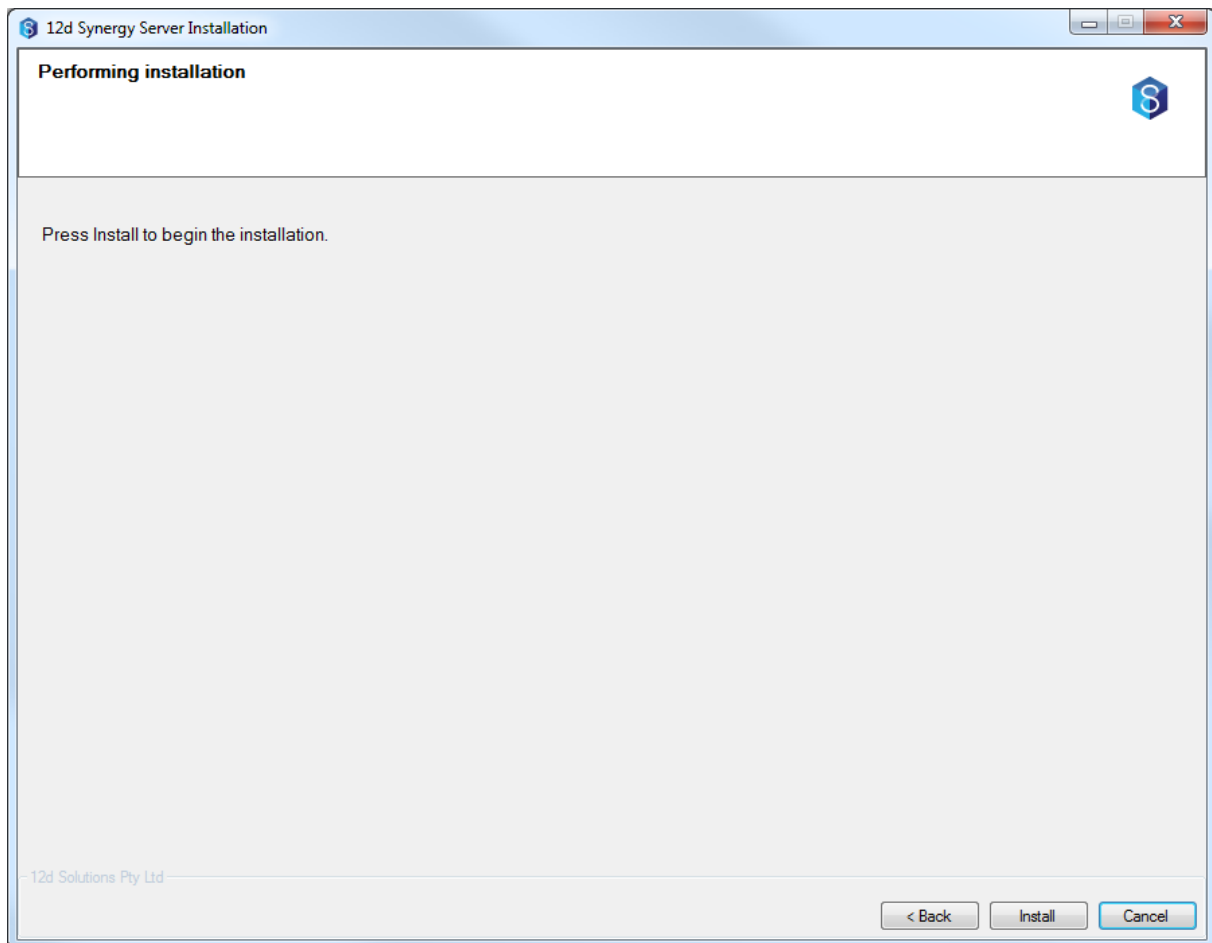 12d Synergy Server Installation
Performing installation
Press Install to begin the installation.
12d Solutions Pty Ltd
< Back Install Cancel